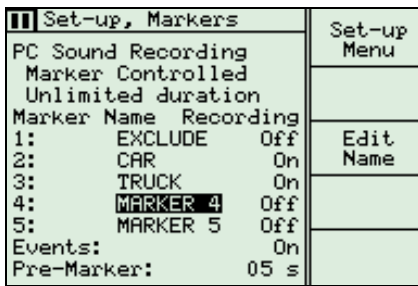 Set-up, Markers
PC Sound Recording
Marker Controlled
Unlimited duration
Marker Name Recording
1: EXCLUDE Off
2: CAR On
3: TRUCK On
4: MARKER 4 Off
5: MARKER 5 Off
Events: On
Pre-Marker: 05 s
Set-up
Menu
Edit
Name